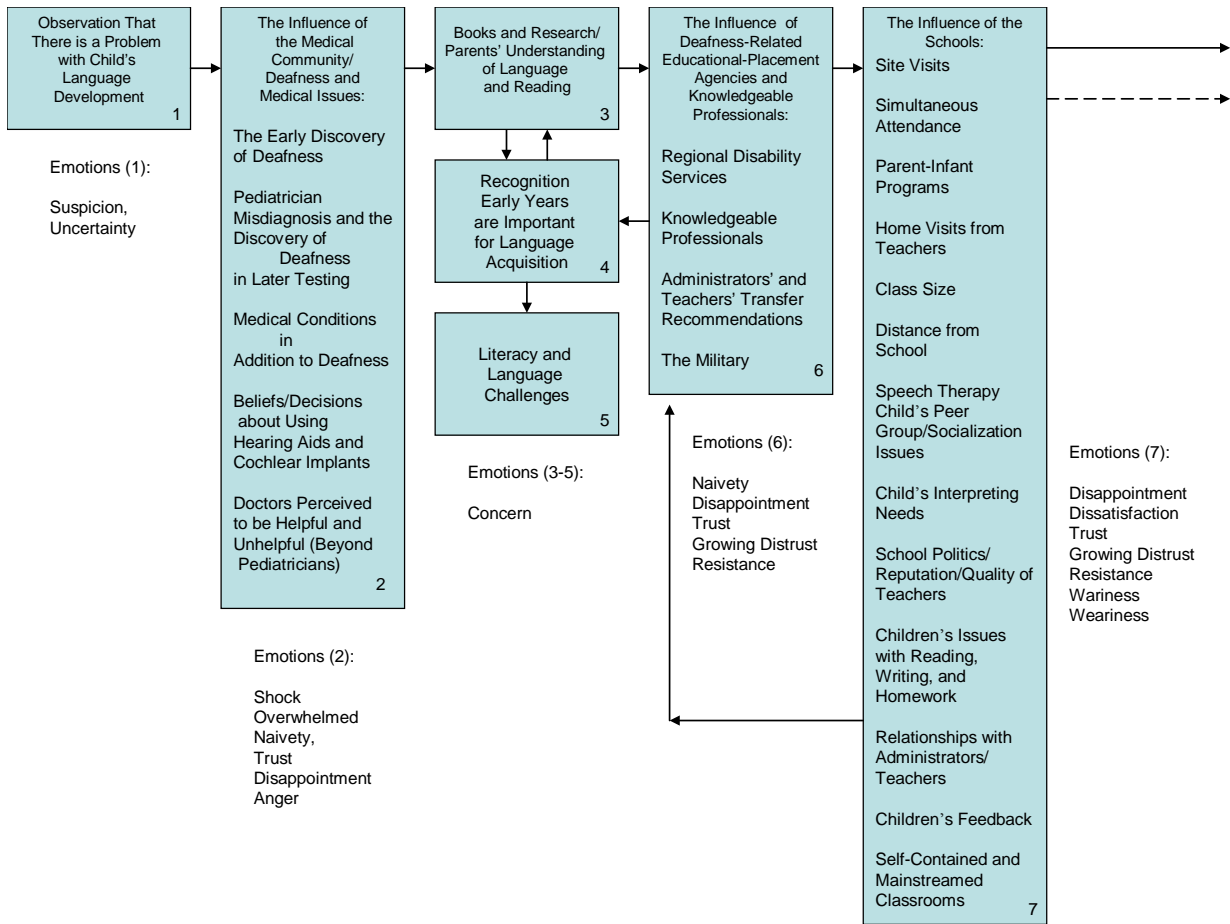 Observation That
There is a Problem
with Child's
Language
Development
1
Emotions (1):
Suspicion,
Uncertainty
The Influence of
the Medical
Community/
Deafness and
Medical Issues:
The Early Discovery
of Deafness
Pediatrician
Misdiagnosis and the
Discovery of
Deafness
in Later Testing
Medical Conditions
in
Addition to Deafness
Beliefs/Decisions
about Using
Hearing Aids and
Cochlear Implants
Doctors Perceived
to be Helpful and
Unhelpful (Beyond
Pediatricians)
2
Emotions (2):
Shock
Overwhelmed
Naivety,
Trust
Disappointment
Anger
Books and Research/
Parents' Understanding
of Language
and Reading
3
Recognition
Early Years
are Important
for Language
Acquisition
4
Literacy and
Language
Challenges
5
Emotions (3-5):
Concern
The Influence of
Deafness-Related
Educational-Placement
Agencies and
Knowledgeable
Professionals:
Regional Disability
Services
Knowledgeable
Professionals
Administrators' and
Teachers' Transfer
Recommendations
The Military
6
Emotions (6):
Naivety
Disappointment
Trust
Growing Distrust
Resistance
The Influence of the
Schools:
Site Visits
Simultaneous
Attendance
Parent-Infant
Programs
Home Visits from
Teachers
Class Size
Distance from
School
Speech Therapy
Child's Peer
Group/Socialization
Issues
Child's Interpreting
Needs
School Politics/
Reputation/Quality of
Teachers
Children's Issues
with Reading,
Writing, and
Homework
Relationships with
Administrators/
Teachers
Children's Feedback
Self-Contained and
Mainstreamed
Classrooms
7
Emotions (7):
Disappointment
Dissatisfaction
Trust
Growing Distrust
Resistance
Wariness
Weariness